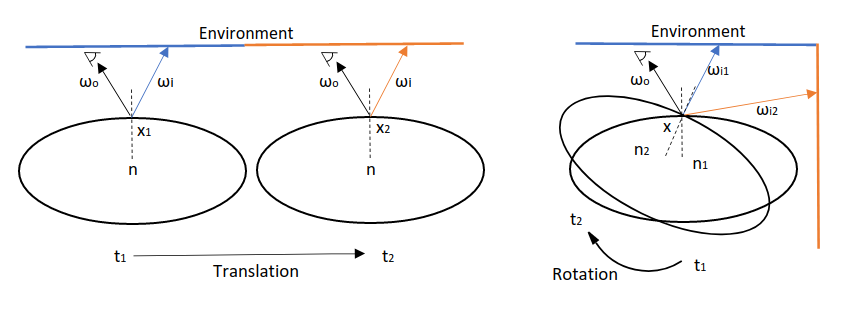 Environment
ωo
ωi
x1
n
ωo
ωi
x2
n
t1
t2
Translation
Environment
ωo
ωi1
ωi2
x
n2
n1
t2
t1
Rotation